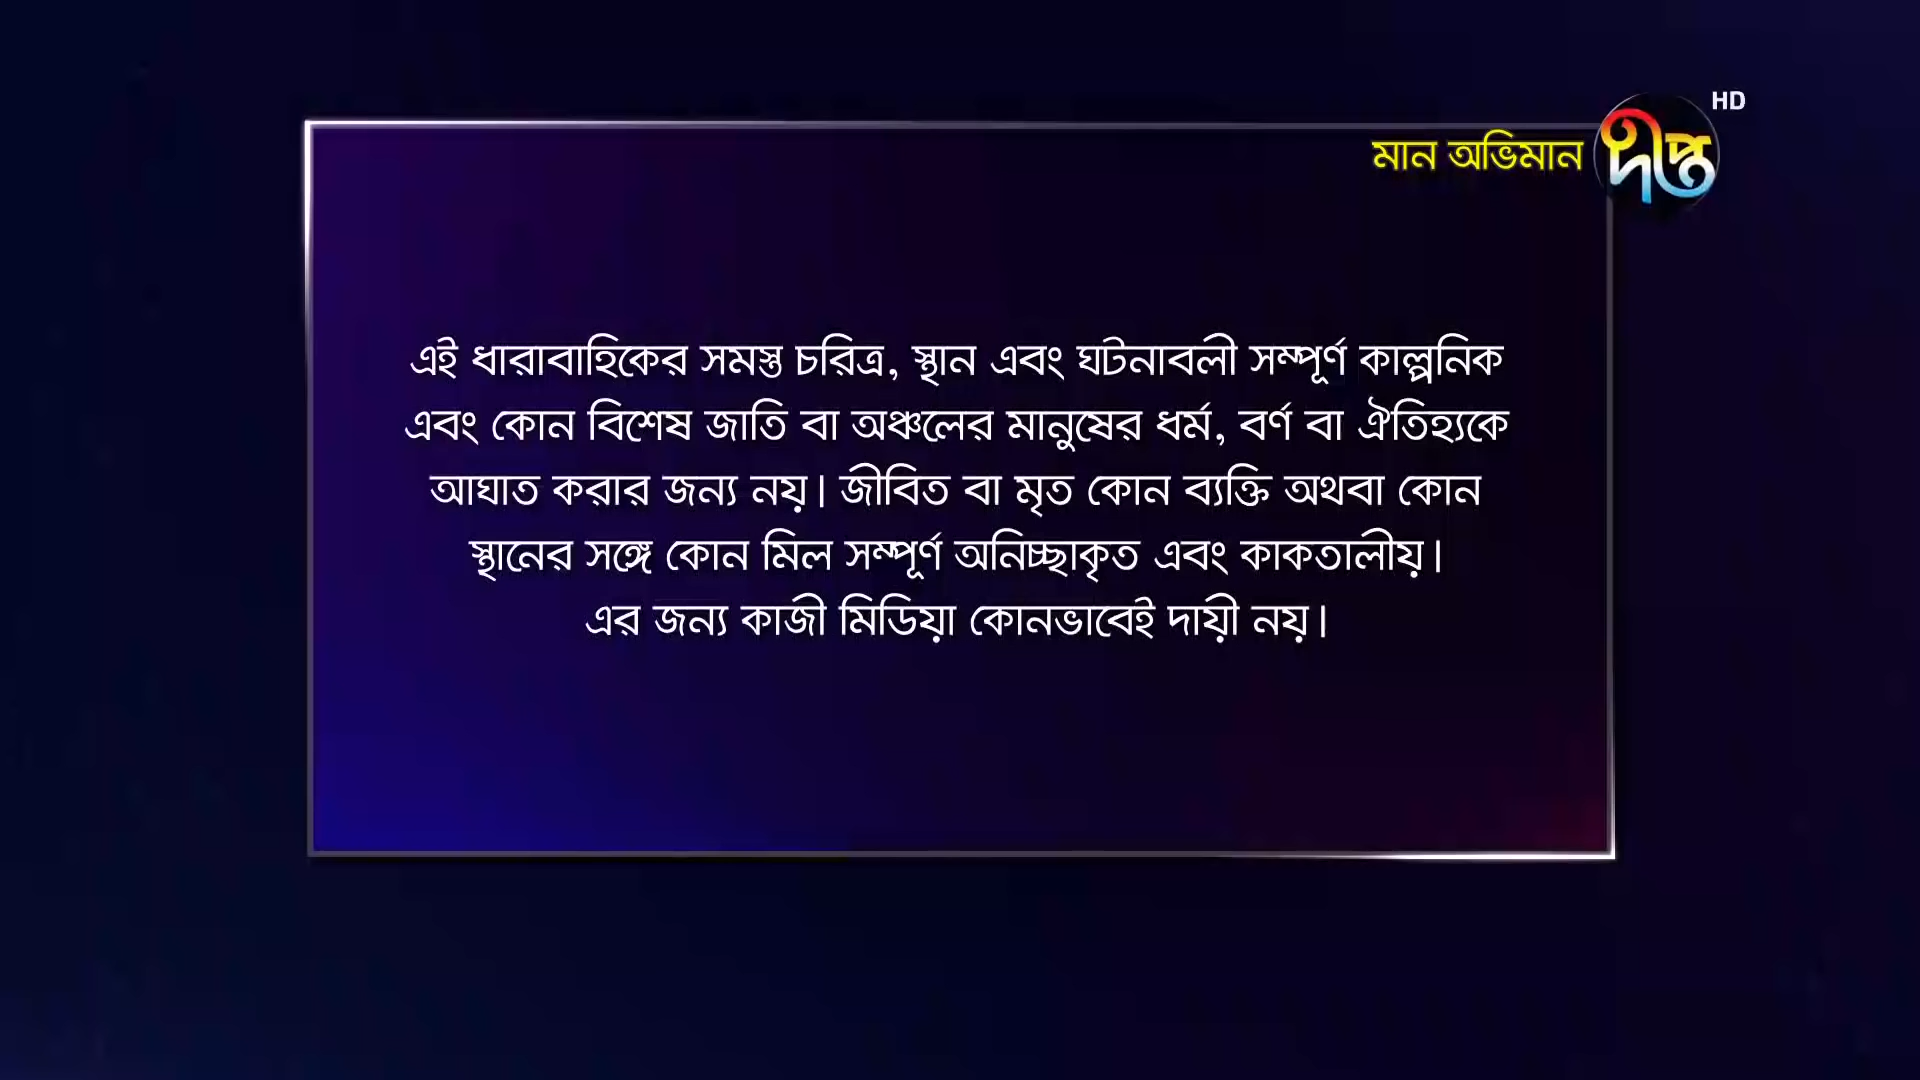 HD
মান অভিমান দীপ্ত
এই ধারাবাহিকের সমস্ত চরিত্র, স্থান এবং ঘটনাবলী সম্পূর্ণ কাল্পনিক
এবং কোন বিশেষ জাতি বা অঞ্চলের মানুষের ধর্ম, বর্ণ বা ঐতিহ্যকে
আঘাত করার জন্য নয়। জীবিত বা মৃত কোন ব্যক্তি অথবা কোন
স্থানের সঙ্গে কোন মিল সম্পূর্ণ অনিচ্ছাকৃত এবং কাকতালীয়।
এর জন্য কাজী মিডিয়া কোনভাবেই দায়ী নয়।